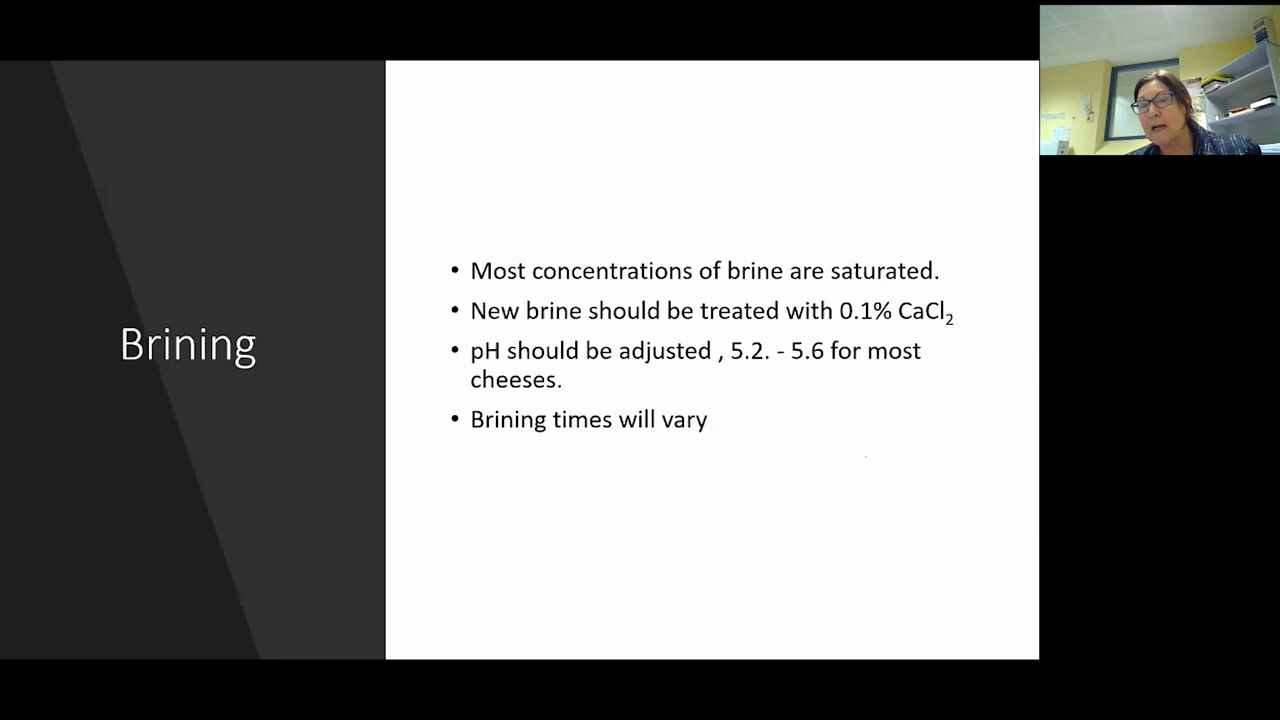 Brining
• Most concentrations of brine are saturated.
• New brine should be treated with 0.1% CaCl₂
• pH should be adjusted , 5.2. - 5.6 for most
cheeses.
• Brining times will vary